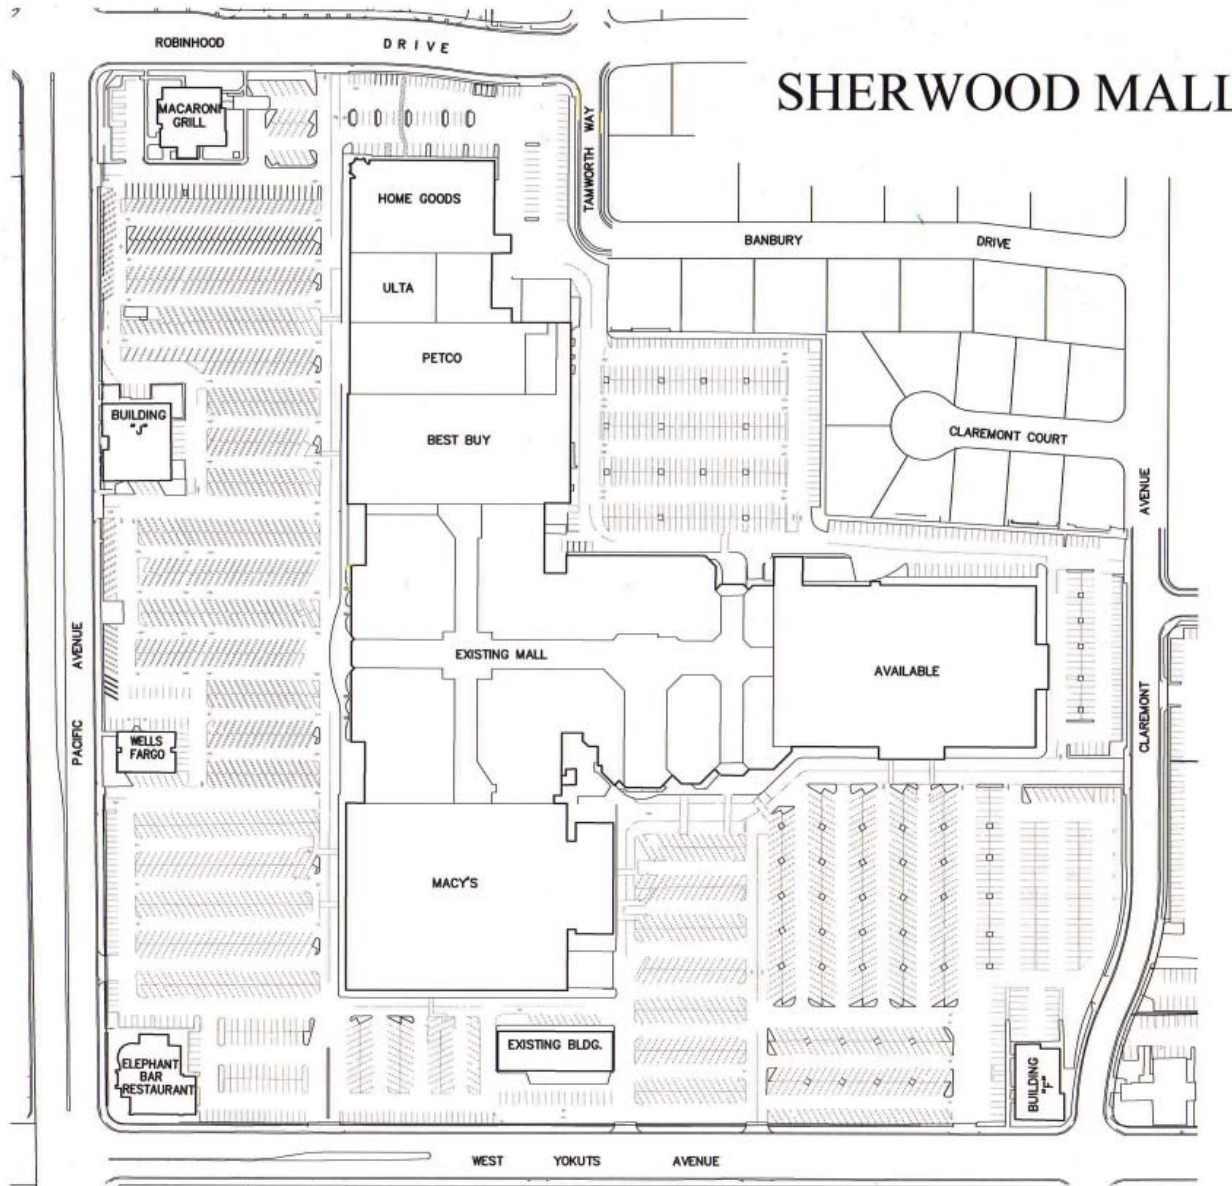 ROBINHOOD DRIVE
SHERWOOD MALL
MACARONI
GRILL
TAMWORTH WAY
HOME GOODS
BANBURY DRIVE
ULTA
PETCO
BUILDING
"J"
BEST BUY
CLAREMONT COURT
CLAREMONT AVENUE
PACIFIC AVENUE
EXISTING MALL
AVAILABLE
WELLS
FARGO
MACY'S
EXISTING BLDG.
ELEPHANT
BAR
RESTAURANT
BUILDING
"F"
WEST YOKUTS AVENUE